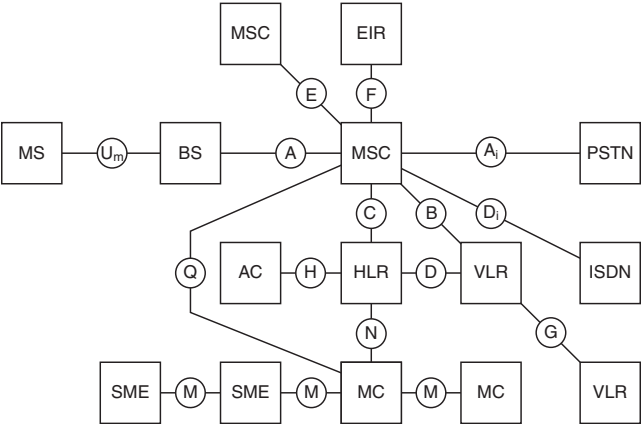 MSC EIR
E F
MS Um BS A MSC Ai PSTN
C B Di
Q AC H HLR D VLR ISDN
N G
SME M SME M MC M MC VLR